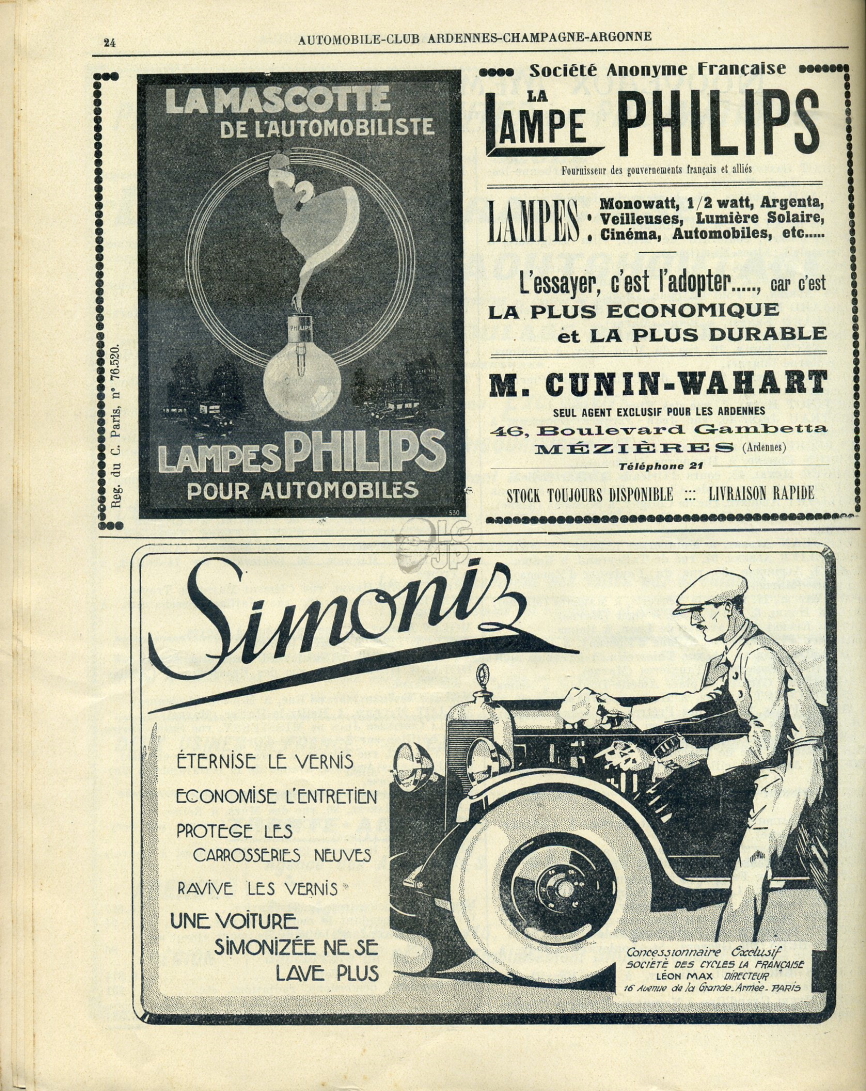 24
AUTOMOBILE-CLUB ARDENNES-CHAMPAGNE-ARGONNE
Reg. du C. Paris, n° 76.520.
LA MASCOTTE
DE L'AUTOMOBILISTE
PHILIPS
LAMPES PHILIPS
POUR AUTOMOBILES
530
Société Anonyme Française
LA
LAMPE PHILIPS
Fournisseur des gouvernements français et alliés
LAMPES : Monowatt, 1/2 watt, Argenta,
Veilleuses, Lumière Solaire,
Cinéma, Automobiles, etc.....
L'essayer, c'est l'adopter....., car c'est
LA PLUS ECONOMIQUE
et LA PLUS DURABLE
M. CUNIN-WAHART
SEUL AGENT EXCLUSIF POUR LES ARDENNES
46, Boulevard Gambetta
MÉZIÈRES (Ardennes)
Téléphone 21
STOCK TOUJOURS DISPONIBLE ::: LIVRAISON RAPIDE
LG
JP
Simoniz
ÉTERNISE LE VERNIS
ECONOMISE L'ENTRETIEN
PROTEGE LES
CARROSSERIES NEUVES
RAVIVE LES VERNIS
UNE VOITURE
SIMONIZÉE NE SE
LAVE PLUS
Concessionnaire Exclusif
SOCIÉTÉ DES CYCLES LA FRANÇAISE
LÉON MAX DIRECTEUR
16 Avenue de la Grande-Armée - PARIS